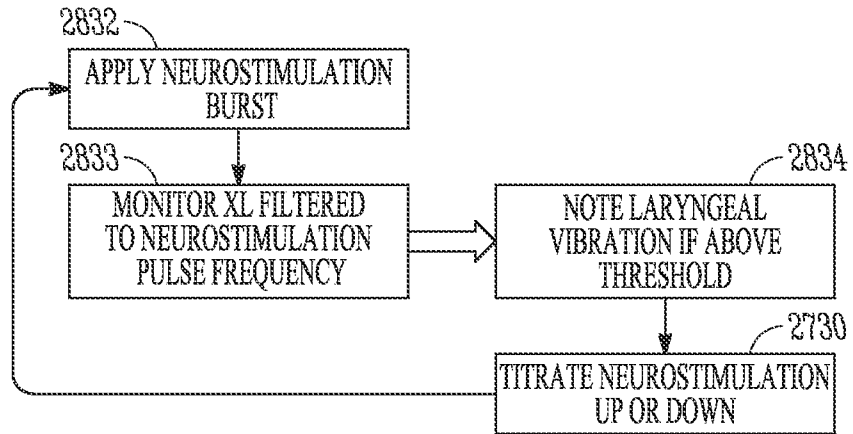 2832
APPLY NEUROSTIMULATION
BURST
2833
MONITOR XL FILTERED
TO NEUROSTIMULATION
PULSE FREQUENCY
2834
NOTE LARYNGEAL
VIBRATION IF ABOVE
THRESHOLD
2730
TITRATE NEUROSTIMULATION
UP OR DOWN